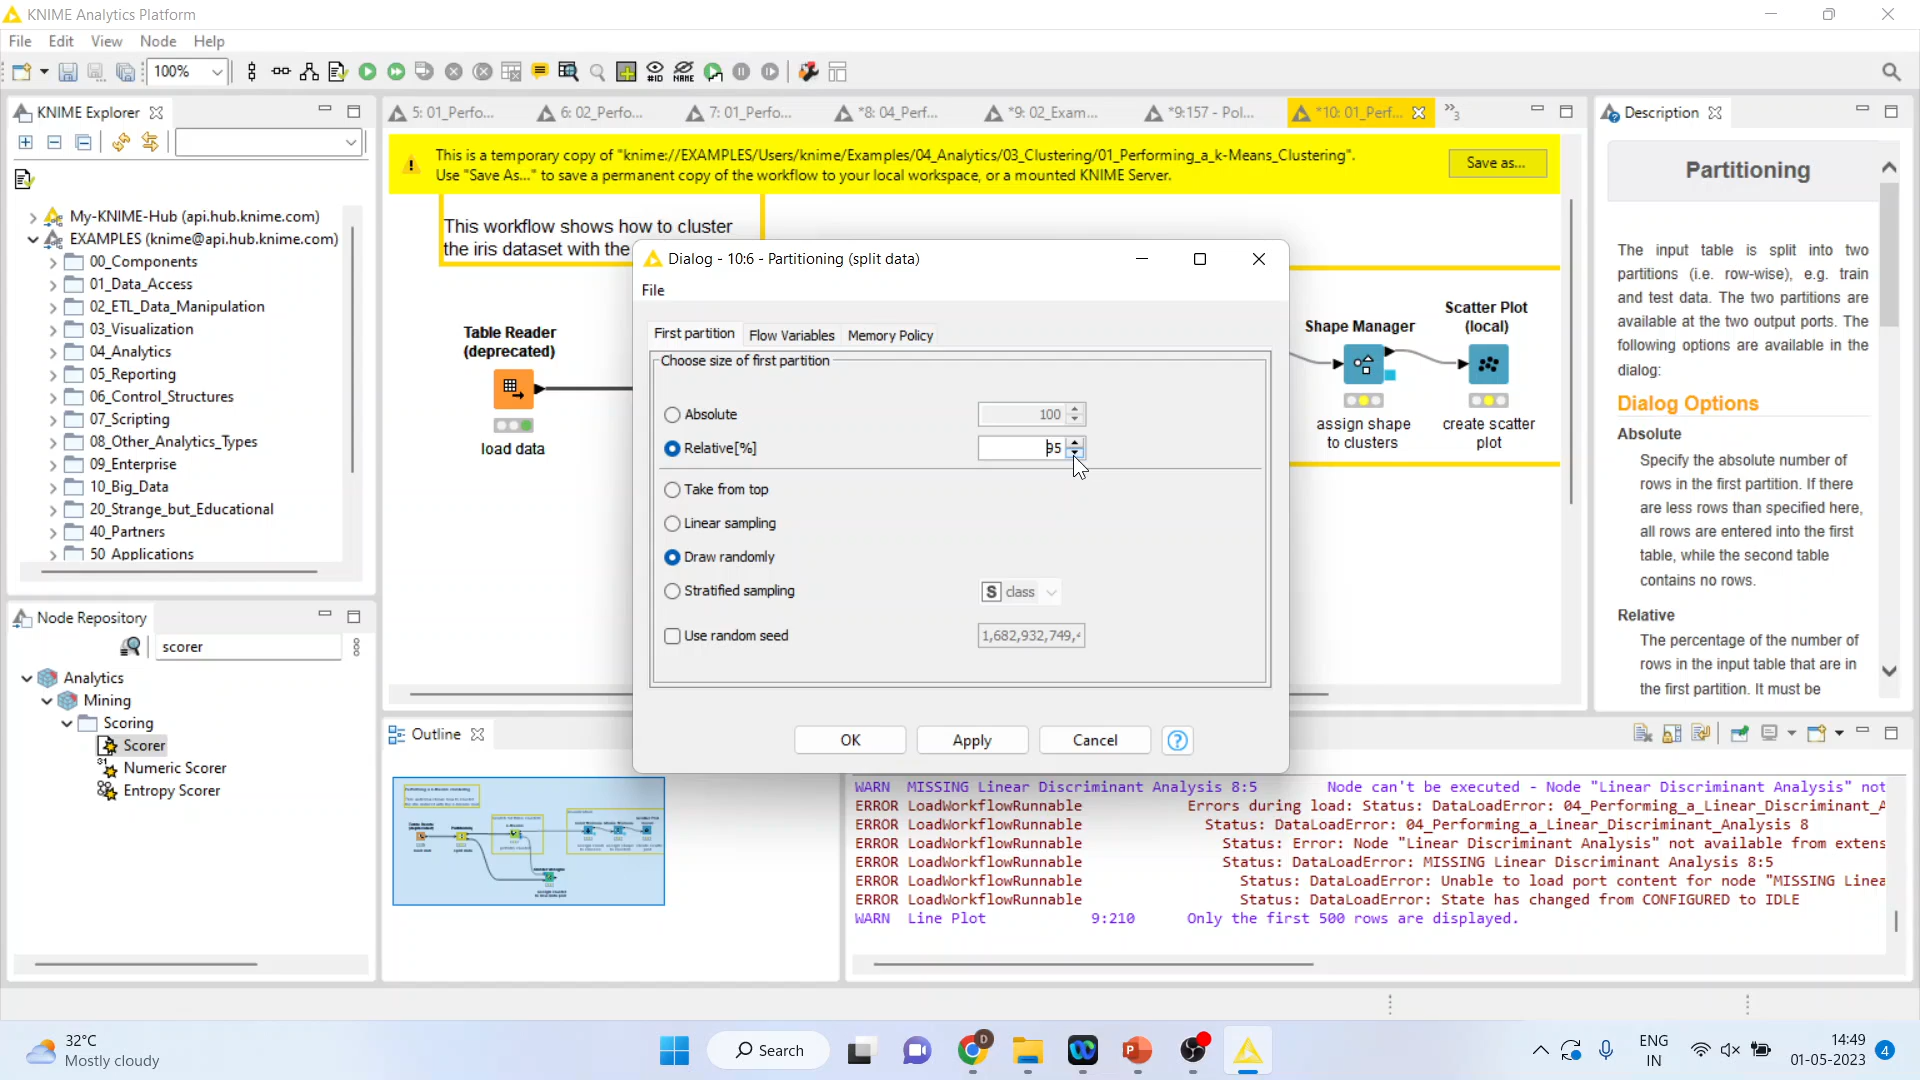 KNIME Analytics Platform
File Edit View Node Help
100%
KNIME Explorer
5: 01_Perfo...
6: 02_Perfo...
7: 01_Perfo...
*8: 04_Perf...
*9: 02_Exam...
*9:157 - Pol...
*10: 01_Perf...
3
Description
This is a temporary copy of "knime://EXAMPLES/Users/knime/Examples/04_Analytics/03_Clustering/01_Performing_a_k-Means_Clustering".
Use "Save As..." to save a permanent copy of the workflow to your local workspace, or a mounted KNIME Server.
Save as...
My-KNIME-Hub (api.hub.knime.com)
EXAMPLES (knime@api.hub.knime.com)
00_Components
01_Data_Access
02_ETL_Data_Manipulation
03_Visualization
04_Analytics
05_Reporting
06_Control_Structures
07_Scripting
08_Other_Analytics_Types
09_Enterprise
10_Big_Data
20_Strange_but_Educational
40_Partners
50_Applications
Node Repository
scorer
Analytics
Mining
Scoring
Scorer
Numeric Scorer
Entropy Scorer
This workflow shows how to cluster
the iris dataset with the
Table Reader
(deprecated)
load data
Shape Manager
assign shape
to clusters
Scatter Plot
(local)
create scatter
plot
Dialog - 10:6 - Partitioning (split data)
File
First partition Flow Variables Memory Policy
Choose size of first partition
Absolute 100
Relative[%] 95
Take from top
Linear sampling
Draw randomly
Stratified sampling S class
Use random seed 1,682,932,749,
OK Apply Cancel ?
Partitioning
The input table is split into two
partitions (i.e. row-wise), e.g. train
and test data. The two partitions are
available at the two output ports. The
following options are available in the
dialog:
Dialog Options
Absolute
Specify the absolute number of
rows in the first partition. If there
are less rows than specified here,
all rows are entered into the first
table, while the second table
contains no rows.
Relative
The percentage of the number of
rows in the input table that are in
the first partition. It must be
Outline
WARN MISSING Linear Discriminant Analysis 8:5 Node can't be executed - Node "Linear Discriminant Analysis" not
ERROR LoadWorkflowRunnable Errors during load: Status: DataLoadError: 04_Performing_a_Linear_Discriminant_A
ERROR LoadWorkflowRunnable Status: DataLoadError: 04_Performing_a_Linear_Discriminant_Analysis 8
ERROR LoadWorkflowRunnable Status: Error: Node "Linear Discriminant Analysis" not available from extens
ERROR LoadWorkflowRunnable Status: DataLoadError: MISSING Linear Discriminant Analysis 8:5
ERROR LoadWorkflowRunnable Status: DataLoadError: Unable to load port content for node "MISSING Linea
ERROR LoadWorkflowRunnable Status: DataLoadError: State has changed from CONFIGURED to IDLE
WARN Line Plot 9:210 Only the first 500 rows are displayed.
32°C
Mostly cloudy
Search
ENG
IN
14:49
01-05-2023
4